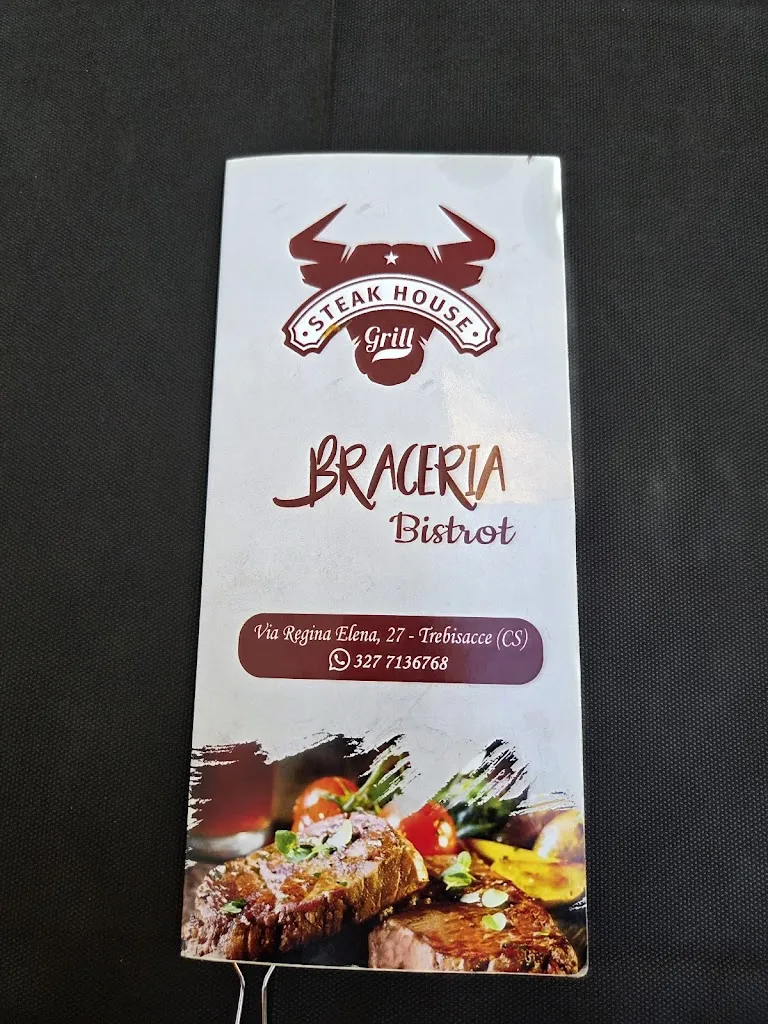 · STEAK HOUSE ·
Grill
BRACERIA
Bistrot
Via Regina Elena, 27 - Trebisacce (CS)
327 7136768